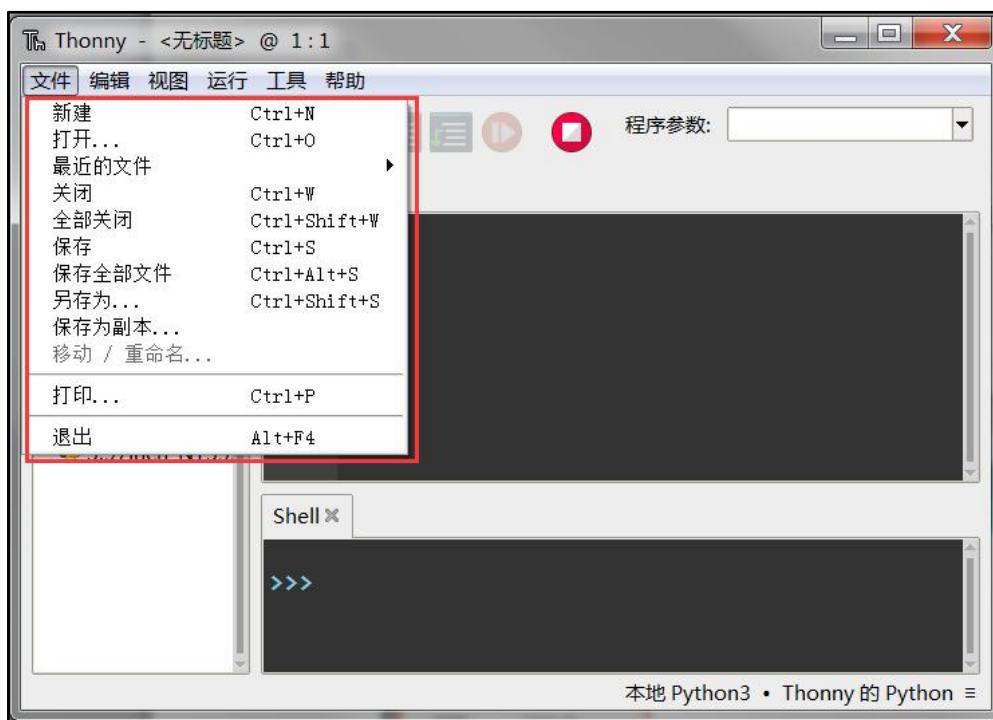 Thonny - <无标题> @ 1:1
文件 编辑 视图 运行 工具 帮助
新建 Ctrl+N
打开... Ctrl+O
最近的文件
关闭 Ctrl+W
全部关闭 Ctrl+Shift+W
保存 Ctrl+S
保存全部文件 Ctrl+Alt+S
另存为... Ctrl+Shift+S
保存为副本...
移动 / 重命名...
打印... Ctrl+P
退出 Alt+F4
程序参数:
Shell
>>>
本地 Python3 • Thonny 的 Python ≡